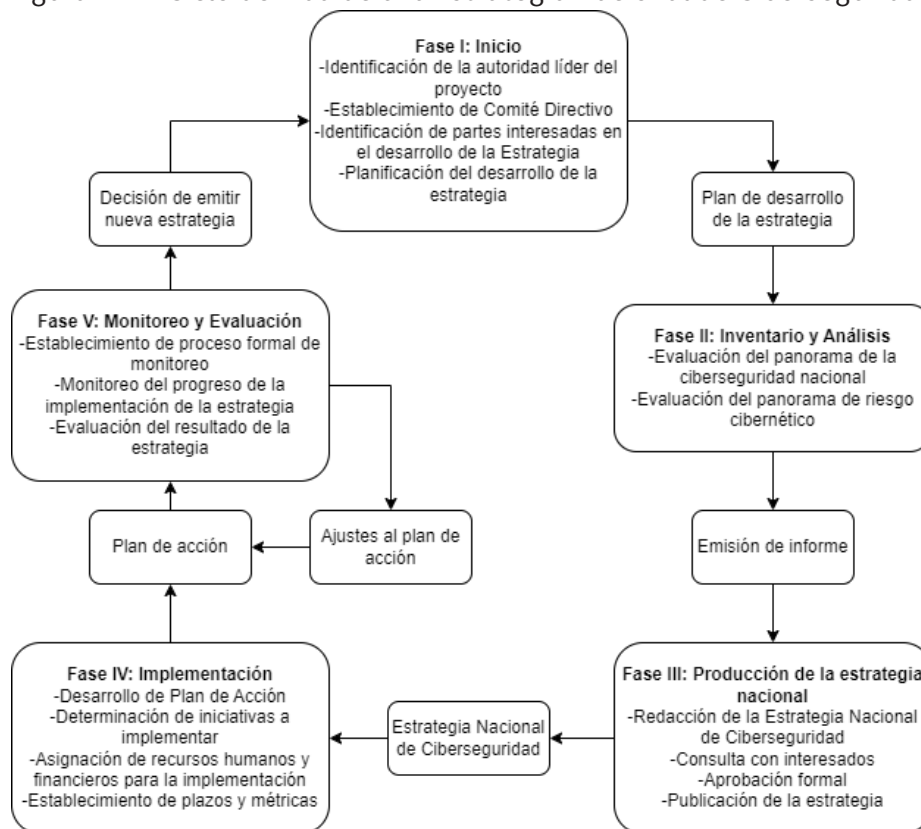 Fase I: Inicio
-Identificación de la autoridad líder del
proyecto
-Establecimiento de Comité Directivo
-Identificación de partes interesadas en
el desarrollo de la Estrategia
-Planificación del desarrollo de la
estrategia
Plan de desarrollo
de la estrategia
Fase II: Inventario y Análisis
-Evaluación del panorama de la
ciberseguridad nacional
-Evaluación del panorama de riesgo
cibernético
Emisión de informe
Fase III: Producción de la estrategia
nacional
-Redacción de la Estrategia Nacional
de Ciberseguridad
-Consulta con interesados
-Aprobación formal
-Publicación de la estrategia
Estrategia Nacional
de Ciberseguridad
Fase IV: Implementación
-Desarrollo de Plan de Acción
-Determinación de iniciativas a
implementar
-Asignación de recursos humanos y
financieros para la implementación
-Establecimiento de plazos y métricas
Plan de acción
Ajustes al plan de
acción
Fase V: Monitoreo y Evaluación
-Establecimiento de proceso formal de
monitoreo
-Monitoreo del progreso de la
implementación de la estrategia
-Evaluación del resultado de la
estrategia
Decisión de emitir
nueva estrategia